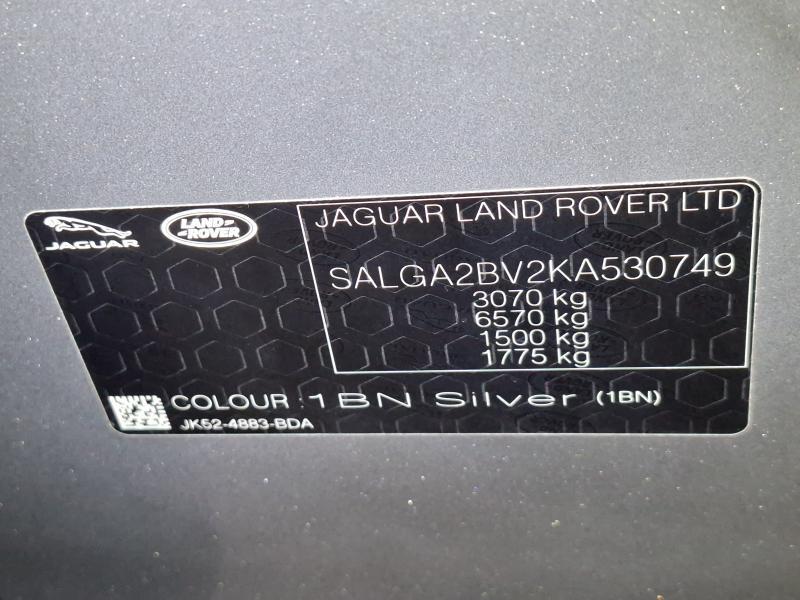 JAGUAR
LAND ROVER
JAGUAR LAND ROVER LTD
SALGA2BV2KA530749
3070 kg
6570 kg
1500 kg
1775 kg
COLOUR 1BN Silver (1BN)
JK52-4883-BDA